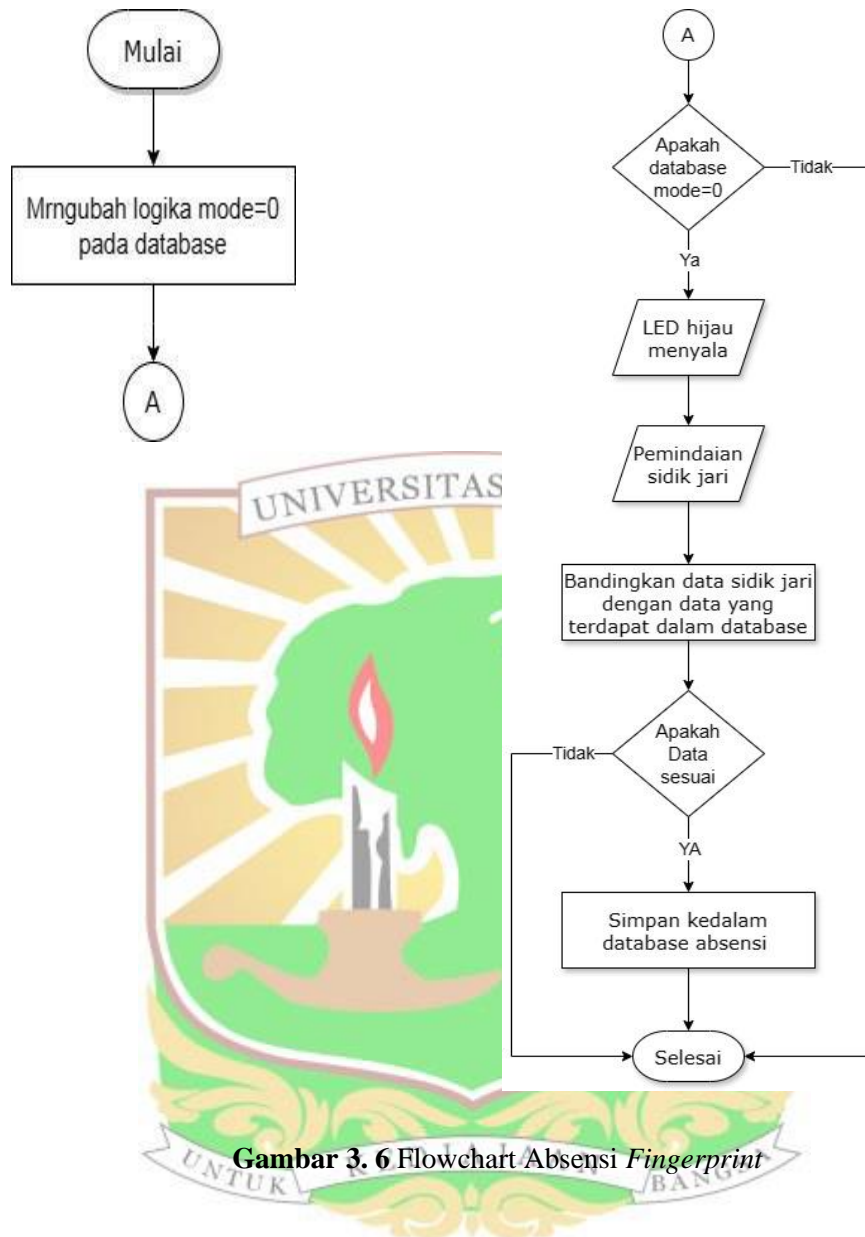 Mulai
Mrngubah logika mode=0
pada database
A
A
Apakah
database
mode=0
Tidak
Ya
LED hijau
menyala
Pemindaian
sidik jari
Bandingkan data sidik jari
dengan data yang
terdapat dalam database
Apakah
Data
sesuai
Tidak
YA
Simpan kedalam
database absensi
Selesai
UNIVERSITAS
Gambar 3. 6 Flowchart Absensi Fingerprint
UNTUK KEDJAJAAN BANGSA